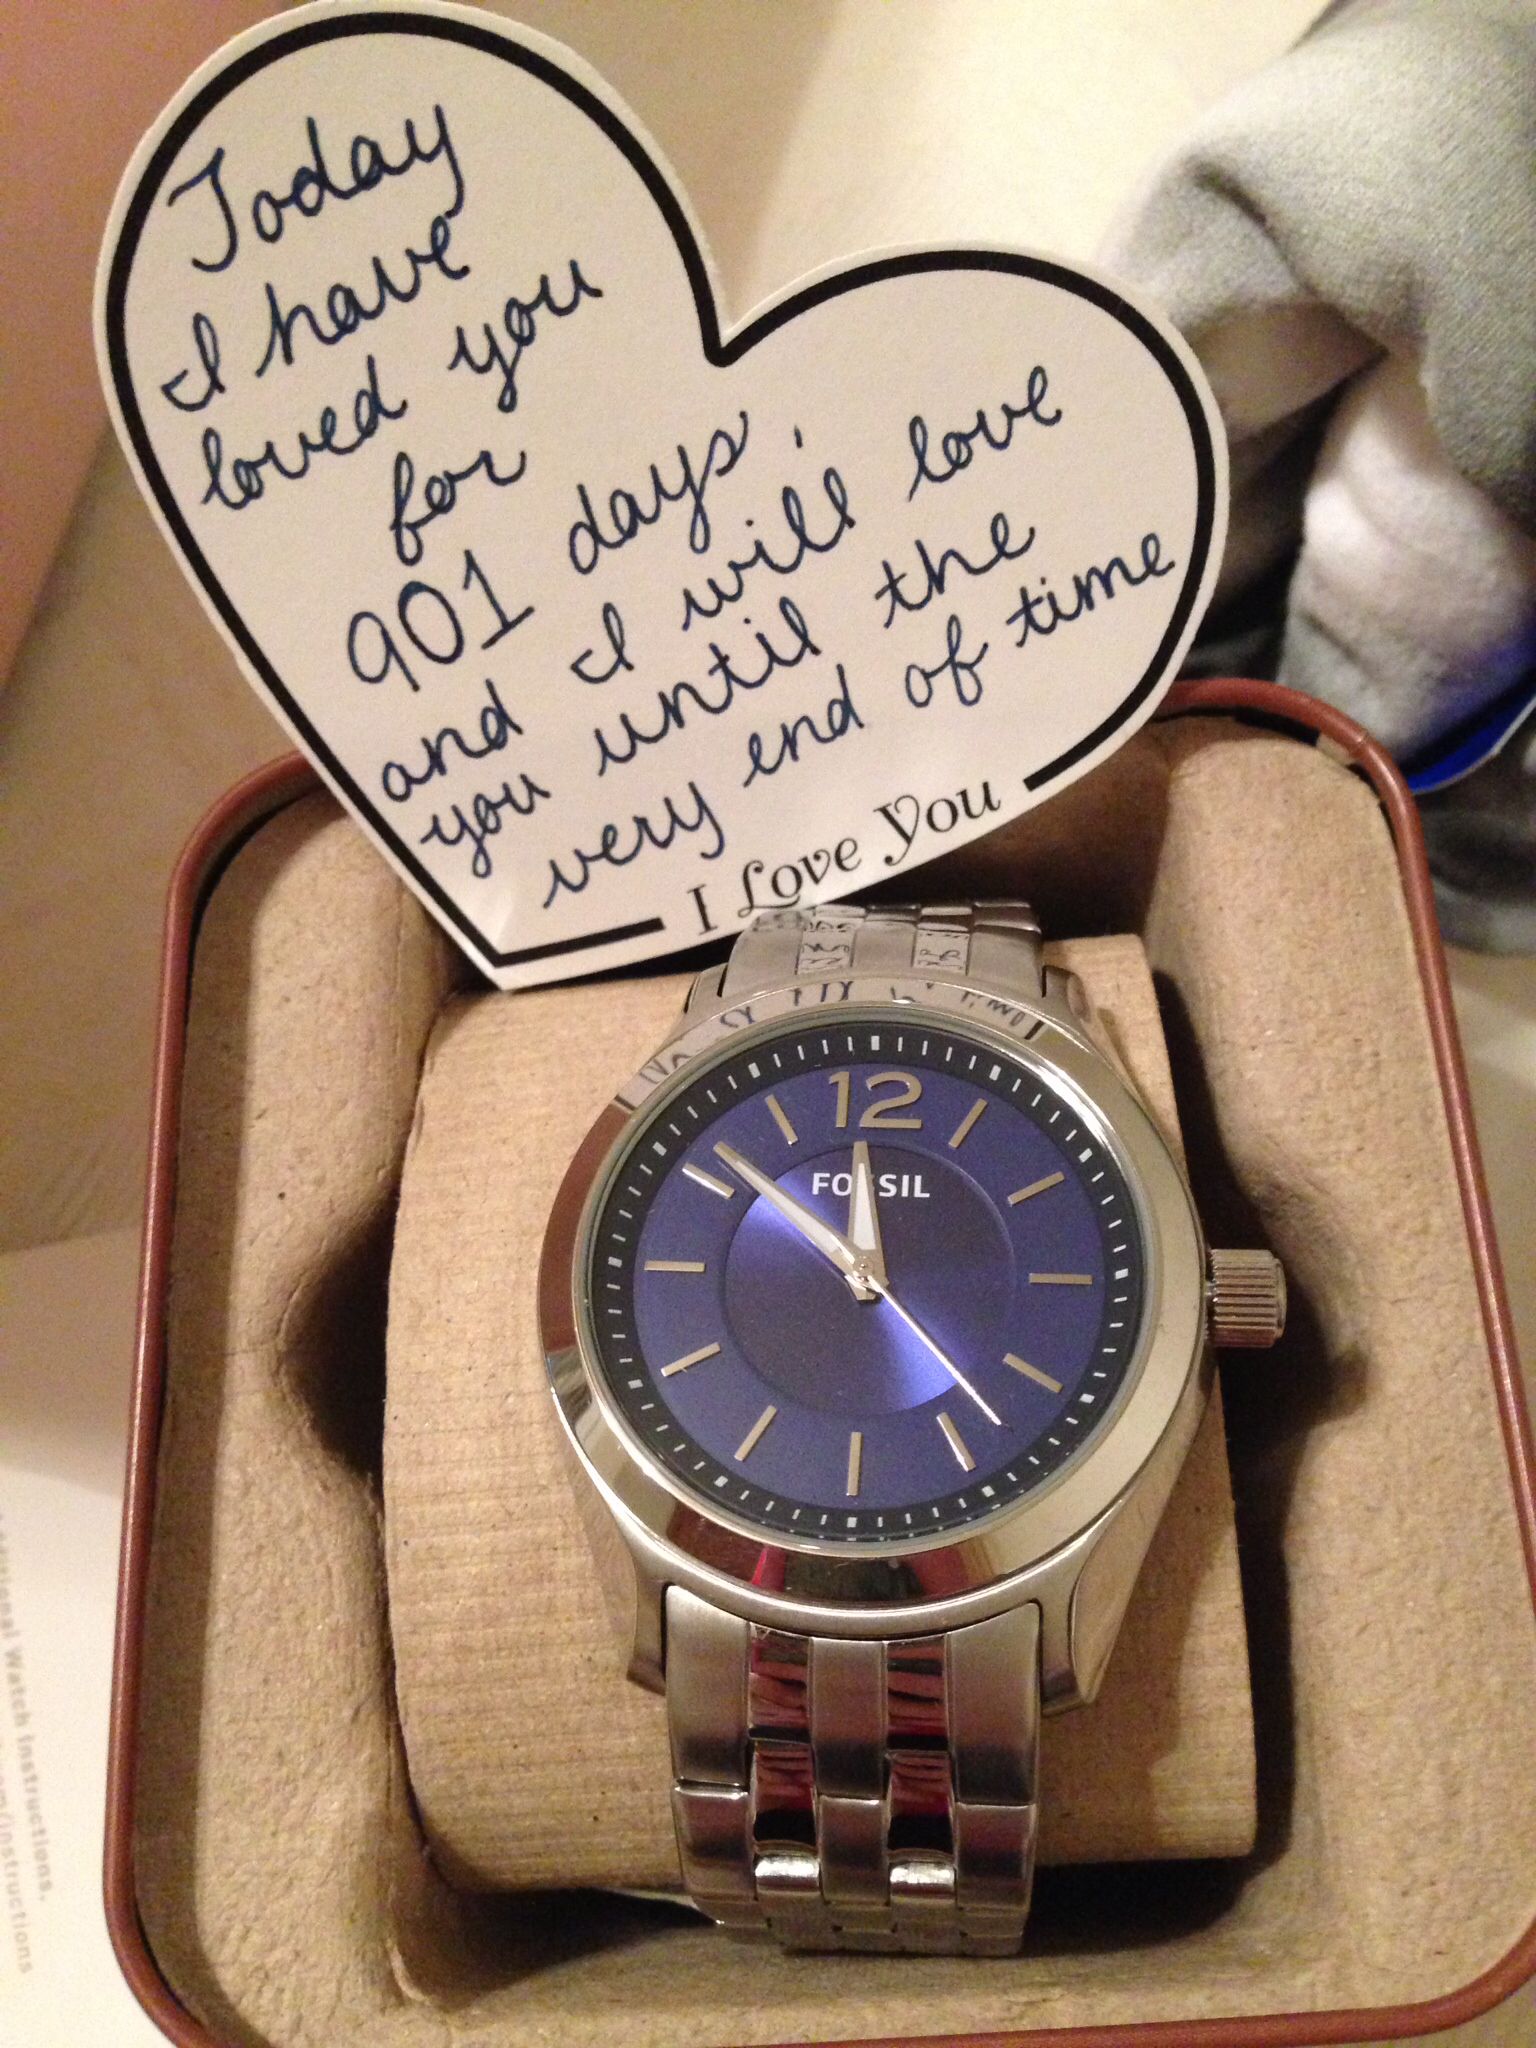 Today
I have
loved you
for
901 days,
and I will love
you until the
very end of time
I Love You
12
FOSSIL
Watch Instructions.